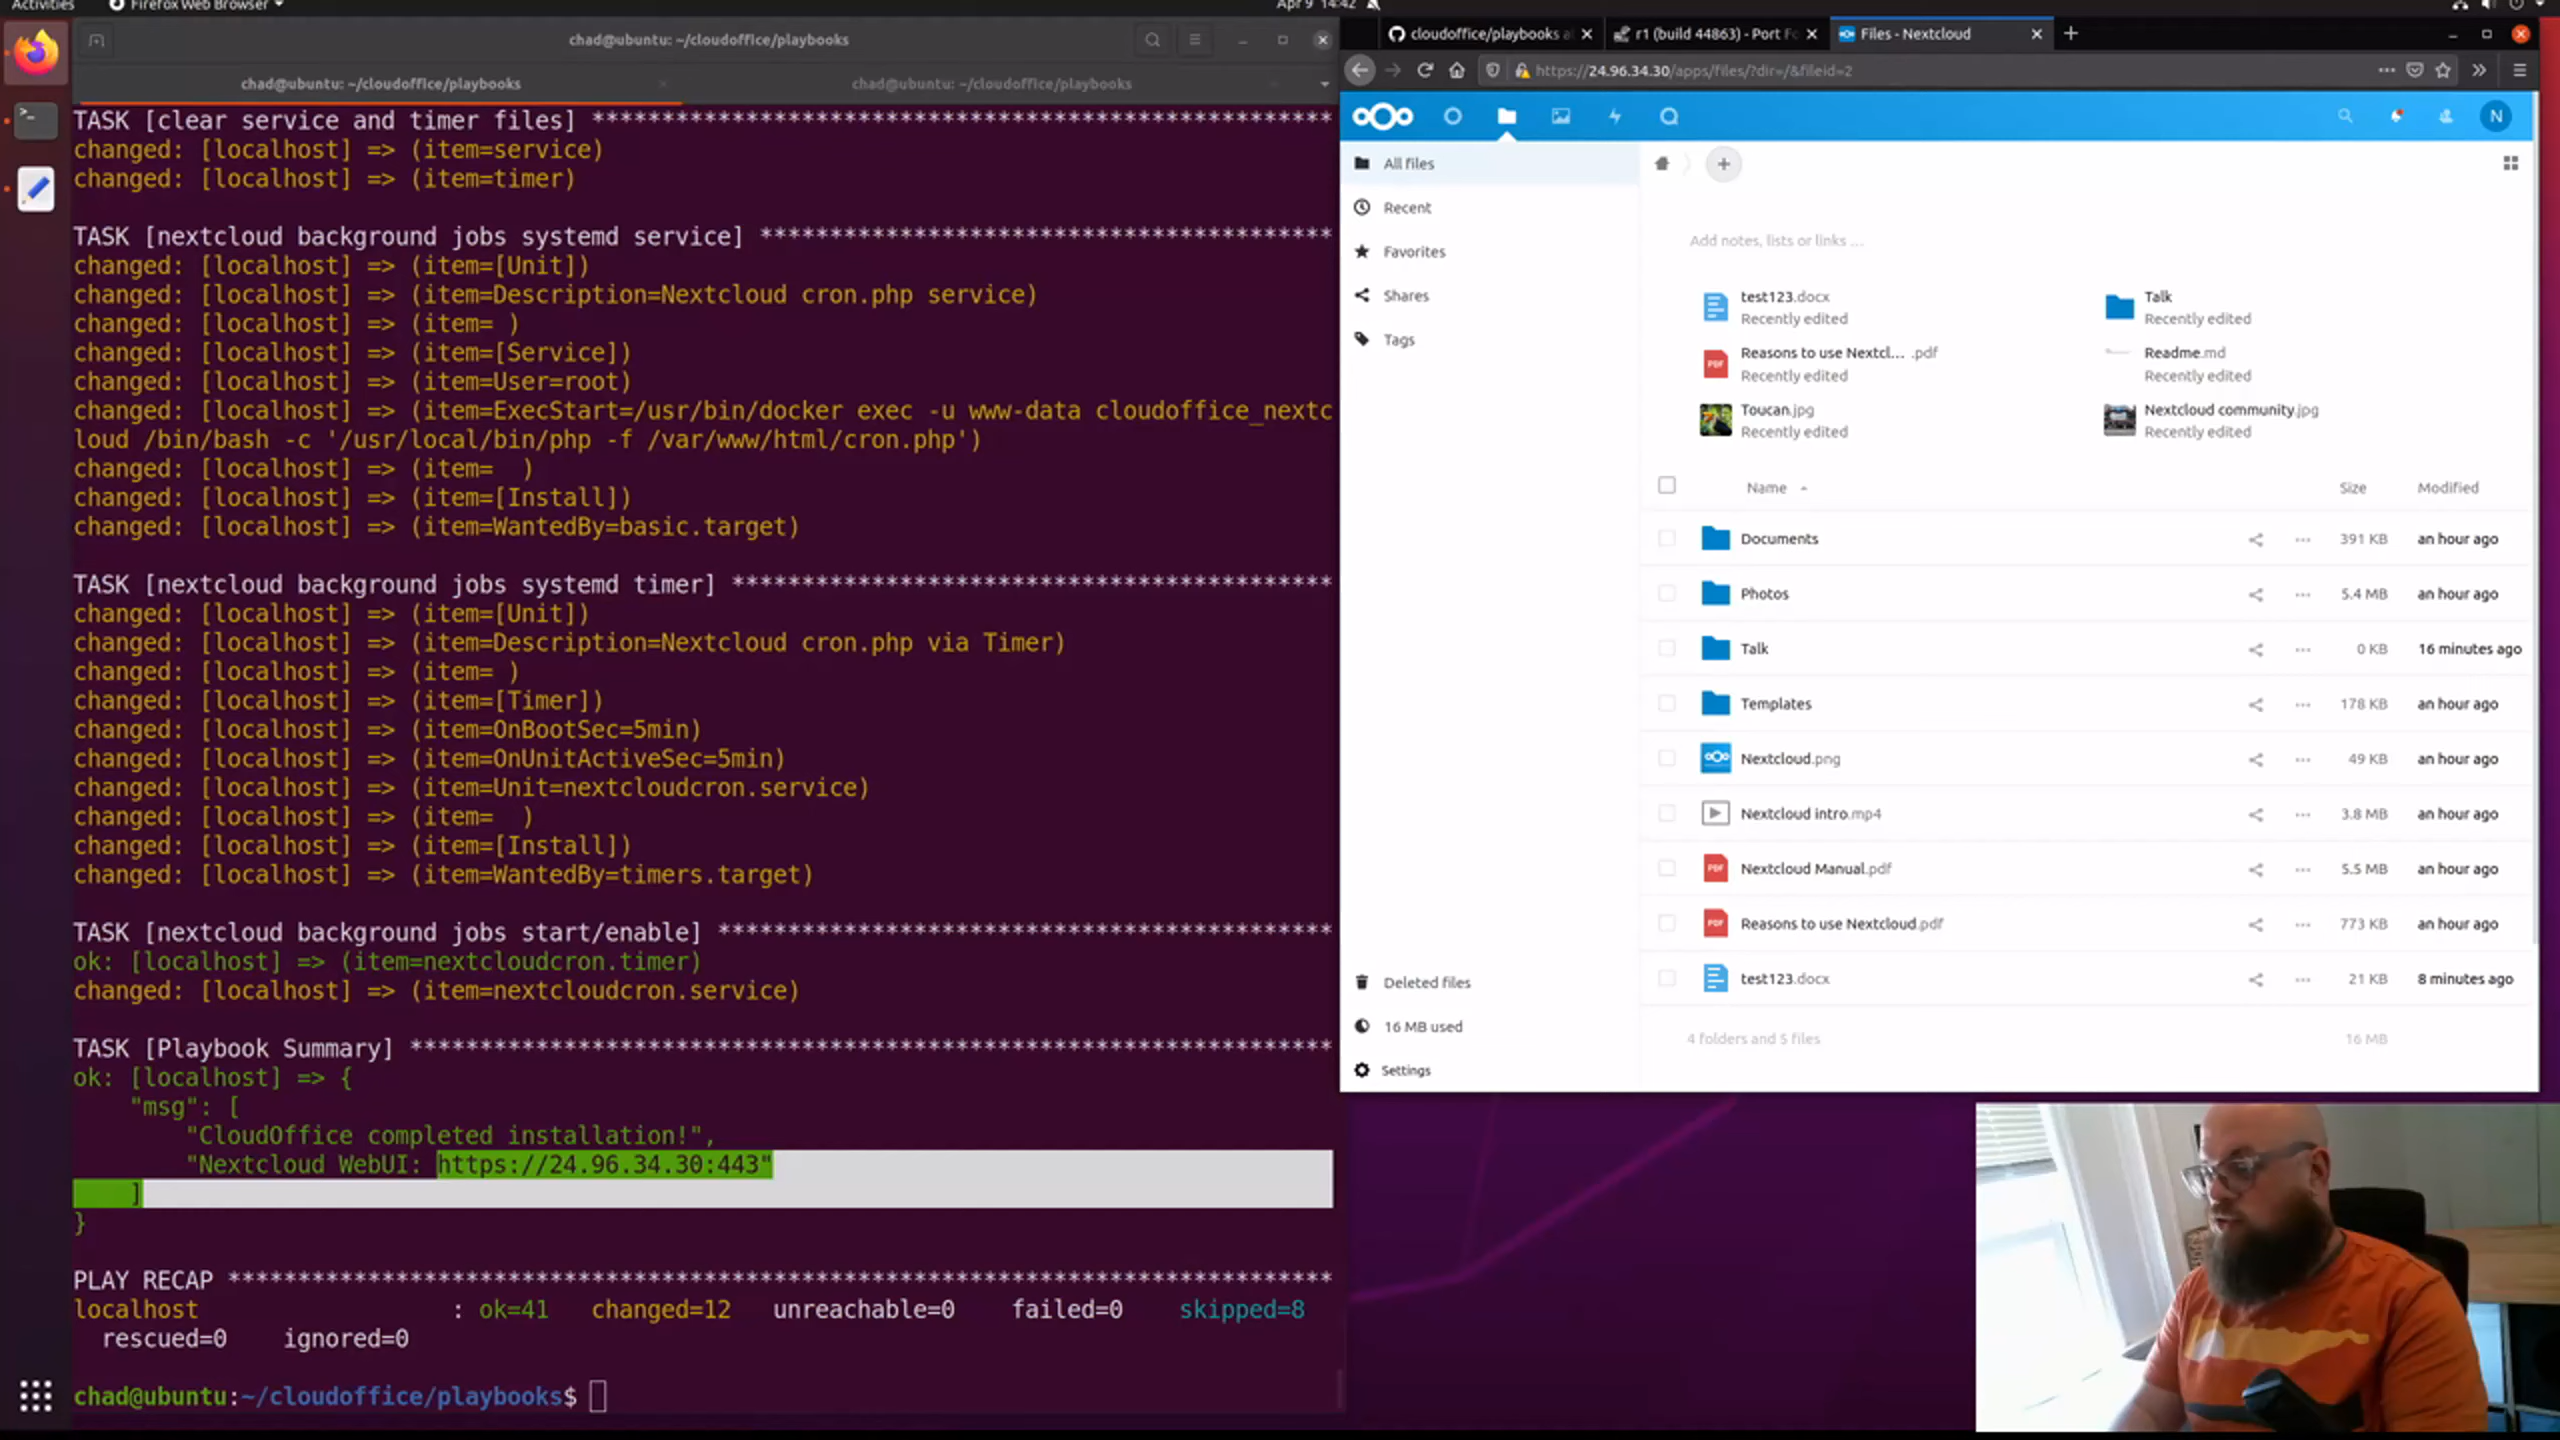 Activities
Firefox Web Browser
Apr 9 14:42
chad@ubuntu: ~/cloudoffice/playbooks
chad@ubuntu: ~/cloudoffice/playbooks
chad@ubuntu: ~/cloudoffice/playbooks
TASK [clear service and timer files] *****************************************************
changed: [localhost] => (item=service)
changed: [localhost] => (item=timer)
TASK [nextcloud background jobs systemd service] *****************************************
changed: [localhost] => (item=[Unit])
changed: [localhost] => (item=Description=Nextcloud cron.php service)
changed: [localhost] => (item= )
changed: [localhost] => (item=[Service])
changed: [localhost] => (item=User=root)
changed: [localhost] => (item=ExecStart=/usr/bin/docker exec -u www-data cloudoffice_nextc
loud /bin/bash -c '/usr/local/bin/php -f /var/www/html/cron.php')
changed: [localhost] => (item=  )
changed: [localhost] => (item=[Install])
changed: [localhost] => (item=WantedBy=basic.target)
TASK [nextcloud background jobs systemd timer] *******************************************
changed: [localhost] => (item=[Unit])
changed: [localhost] => (item=Description=Nextcloud cron.php via Timer)
changed: [localhost] => (item= )
changed: [localhost] => (item=[Timer])
changed: [localhost] => (item=OnBootSec=5min)
changed: [localhost] => (item=OnUnitActiveSec=5min)
changed: [localhost] => (item=Unit=nextcloudcron.service)
changed: [localhost] => (item=  )
changed: [localhost] => (item=[Install])
changed: [localhost] => (item=WantedBy=timers.target)
TASK [nextcloud background jobs start/enable] ********************************************
ok: [localhost] => (item=nextcloudcron.timer)
changed: [localhost] => (item=nextcloudcron.service)
TASK [Playbook Summary] ******************************************************************
ok: [localhost] => {
"msg": [
"CloudOffice completed installation!",
"Nextcloud WebUI: https://24.96.34.30:443"
]
}
PLAY RECAP *******************************************************************************
localhost : ok=41 changed=12 unreachable=0 failed=0 skipped=8
rescued=0 ignored=0
chad@ubuntu:~/cloudoffice/playbooks$
cloudoffice/playbooks a
r1 (build 44863) - Port Fo
Files - Nextcloud
https://24.96.34.30/apps/files/?dir=/&fileid=2
N
All files
Recent
Favorites
Shares
Tags
Deleted files
16 MB used
Settings
Add notes, lists or links ...
test123.docx
Recently edited
Talk
Recently edited
Reasons to use Nextcl... .pdf
Recently edited
Readme.md
Recently edited
Toucan.jpg
Recently edited
Nextcloud community.jpg
Recently edited
Name Size Modified
Documents 391 KB an hour ago
Photos 5.4 MB an hour ago
Talk 0 KB 16 minutes ago
Templates 178 KB an hour ago
Nextcloud.png 49 KB an hour ago
Nextcloud intro.mp4 3.8 MB an hour ago
PDF Nextcloud Manual.pdf 5.5 MB an hour ago
PDF Reasons to use Nextcloud.pdf 773 KB an hour ago
test123.docx 21 KB 8 minutes ago
4 folders and 5 files 16 MB